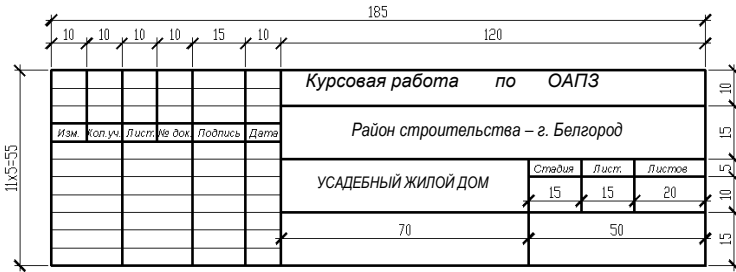 185
10 10 10 10 15 10 120
Курсовая работа по ОАПЗ
10
Изм. Кол.уч. Лист. № док. Подпись Дата
Район строительства – г. Белгород
15
11х5=55
УСАДЕБНЫЙ ЖИЛОЙ ДОМ
Стадия Лист. Листов
5
15 15 20
10
70 50
15